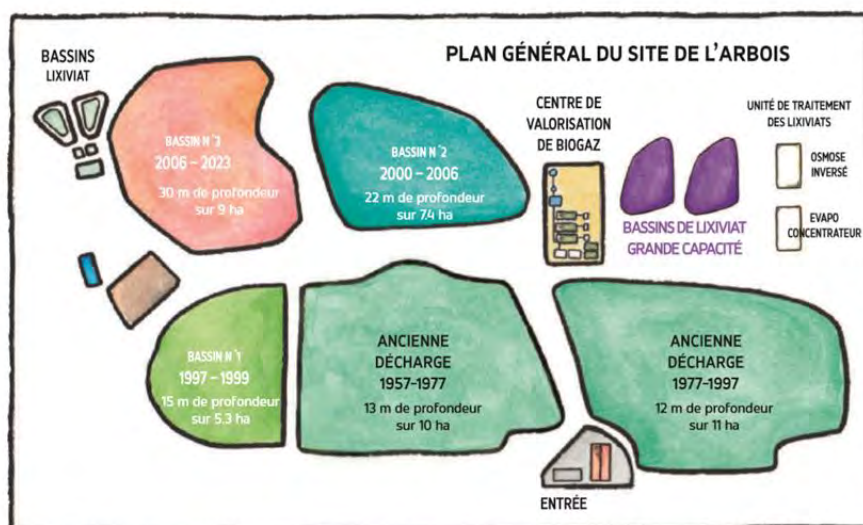 PLAN GÉNÉRAL DU SITE DE L'ARBOIS
BASSINS
LIXIVIAT
BASSIN N°3
2006 – 2023
30 m de profondeur
sur 9 ha
BASSIN N°2
2000 – 2006
22 m de profondeur
sur 7.4 ha
CENTRE DE
VALORISATION
DE BIOGAZ
BASSINS DE LIXIVIAT
GRANDE CAPACITÉ
UNITÉ DE TRAITEMENT
DES LIXIVIATS
OSMOSE
INVERSÉ
EVAPO
CONCENTRATEUR
BASSIN N°1
1997 – 1999
15 m de profondeur
sur 5.3 ha
ANCIENNE
DÉCHARGE
1957-1977
13 m de profondeur
sur 10 ha
ANCIENNE
DÉCHARGE
1977-1997
12 m de profondeur
sur 11 ha
ENTRÉE